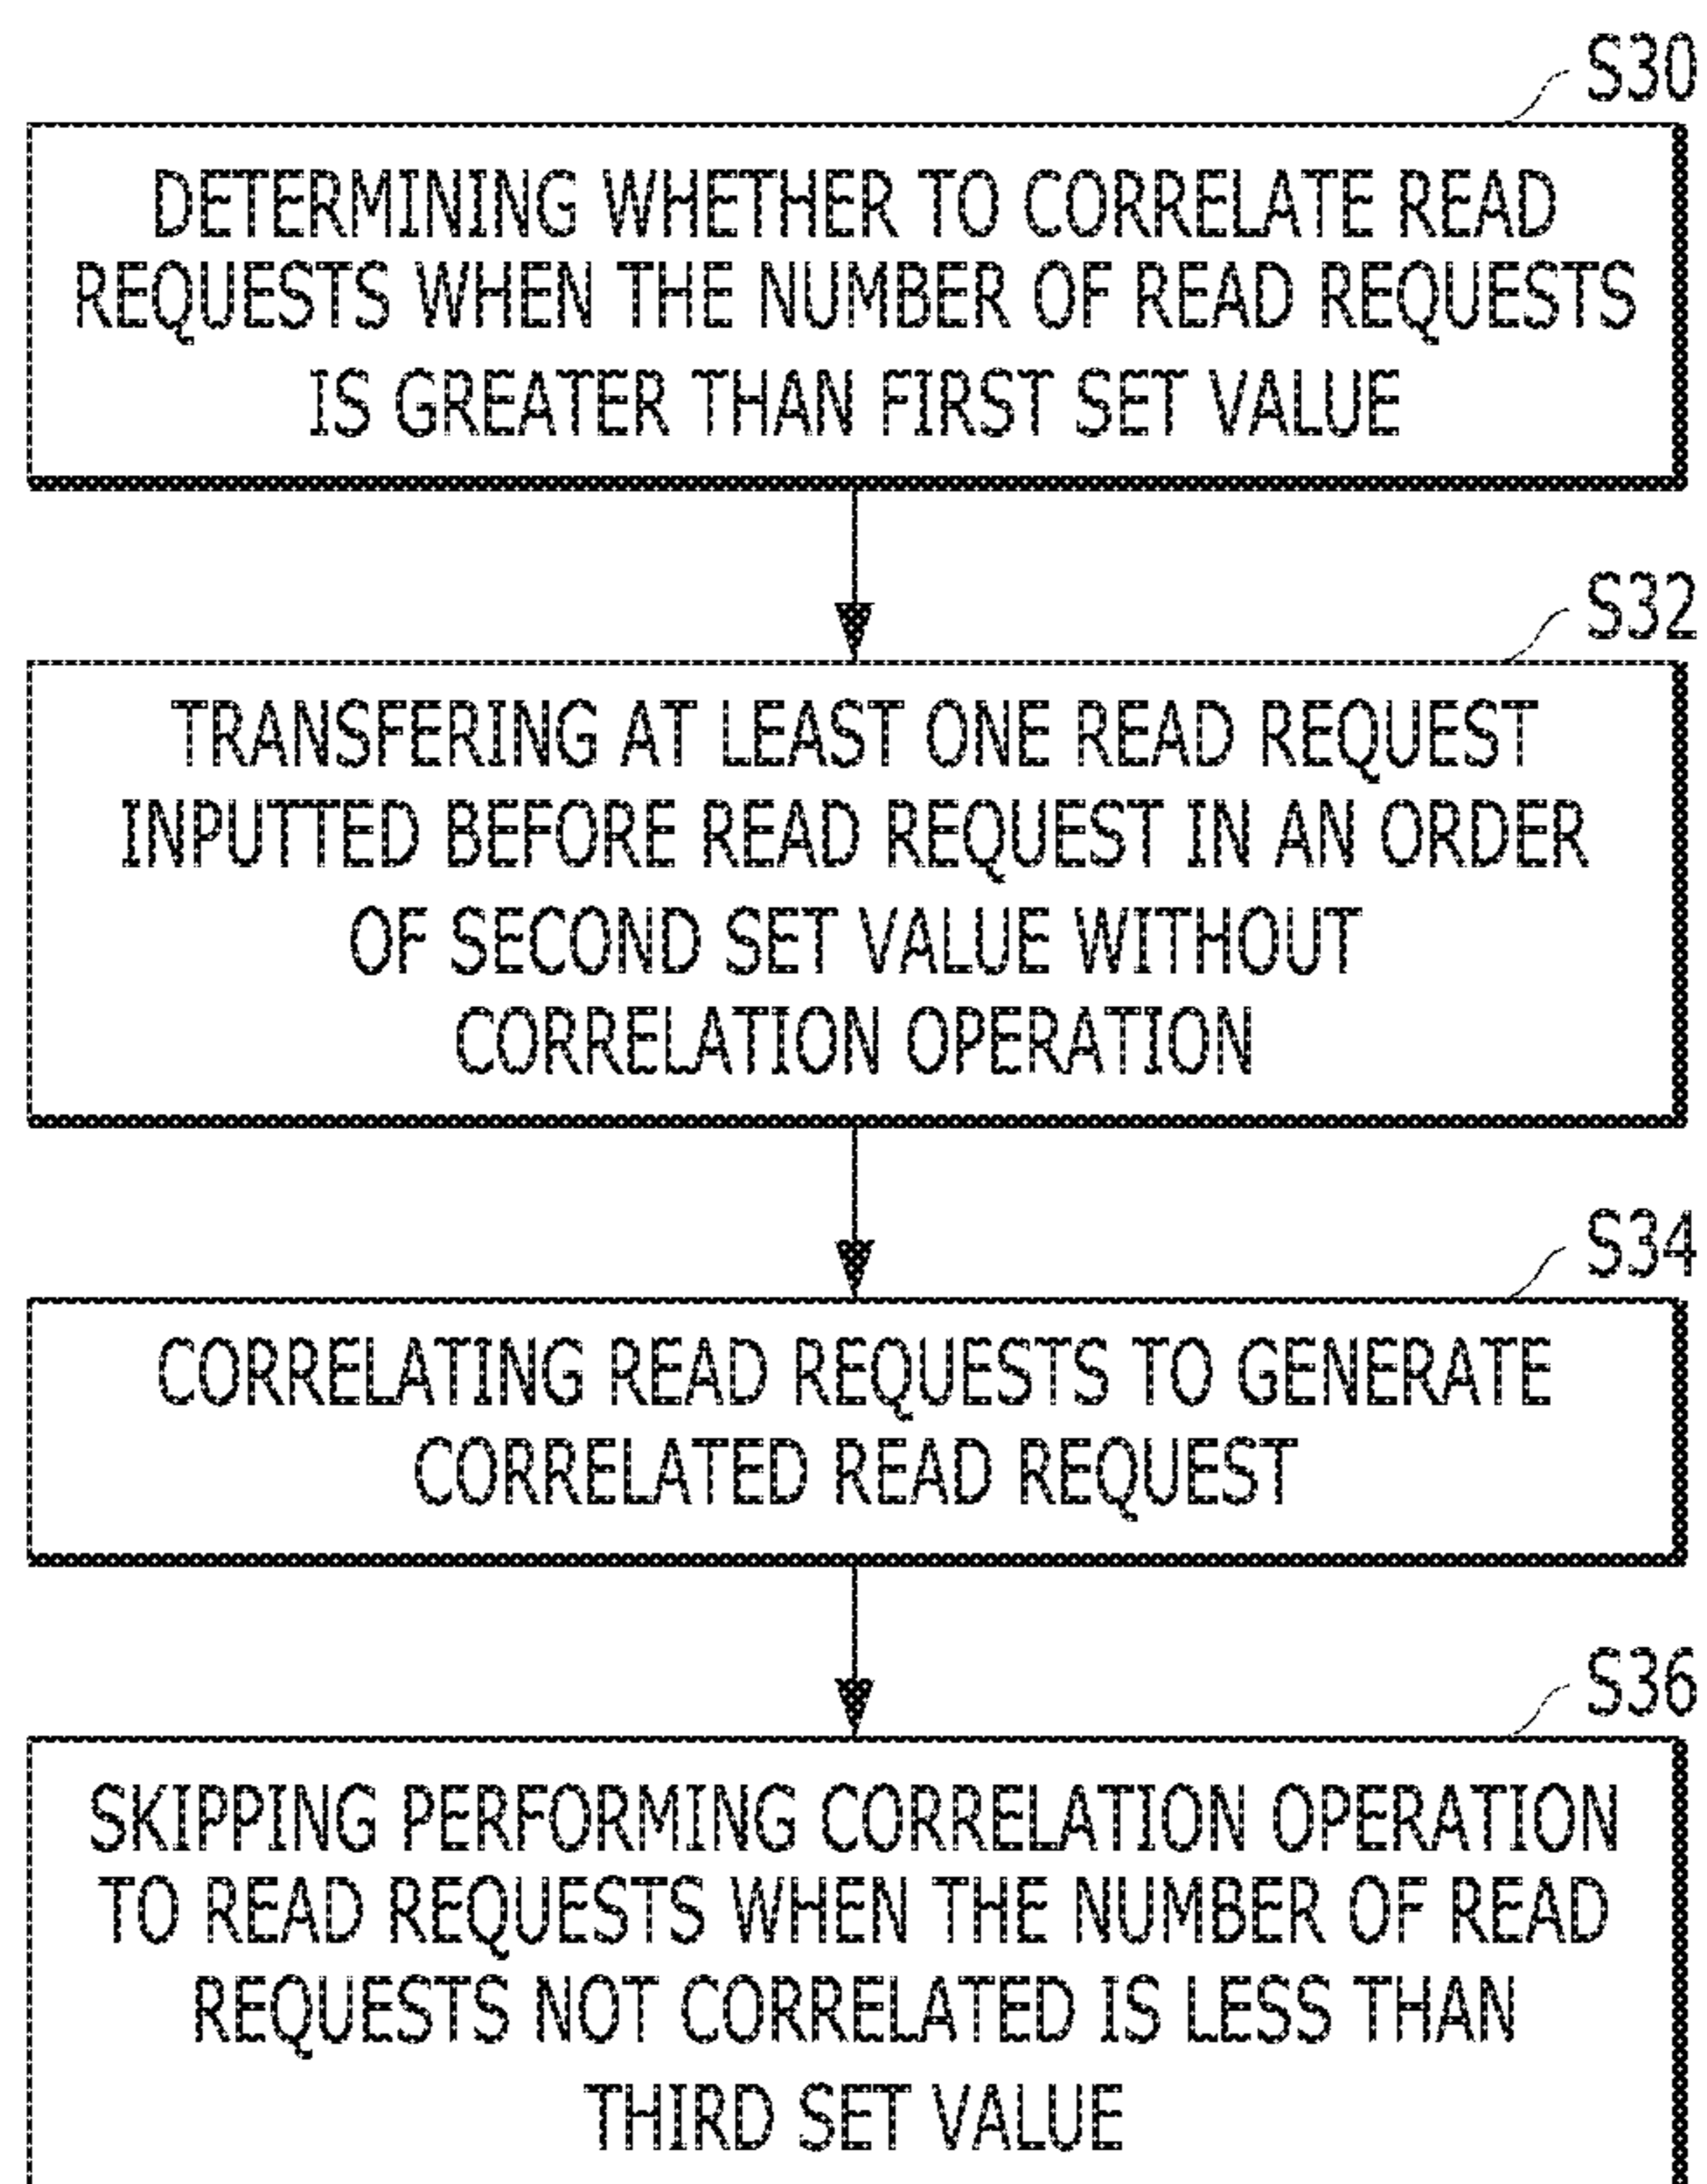 S30
DETERMINING WHETHER TO CORRELATE READ
REQUESTS WHEN THE NUMBER OF READ REQUESTS
IS GREATER THAN FIRST SET VALUE
S32
TRANSFERING AT LEAST ONE READ REQUEST
INPUTTED BEFORE READ REQUEST IN AN ORDER
OF SECOND SET VALUE WITHOUT
CORRELATION OPERATION
S34
CORRELATING READ REQUESTS TO GENERATE
CORRELATED READ REQUEST
S36
SKIPPING PERFORMING CORRELATION OPERATION
TO READ REQUESTS WHEN THE NUMBER OF READ
REQUESTS NOT CORRELATED IS LESS THAN
THIRD SET VALUE